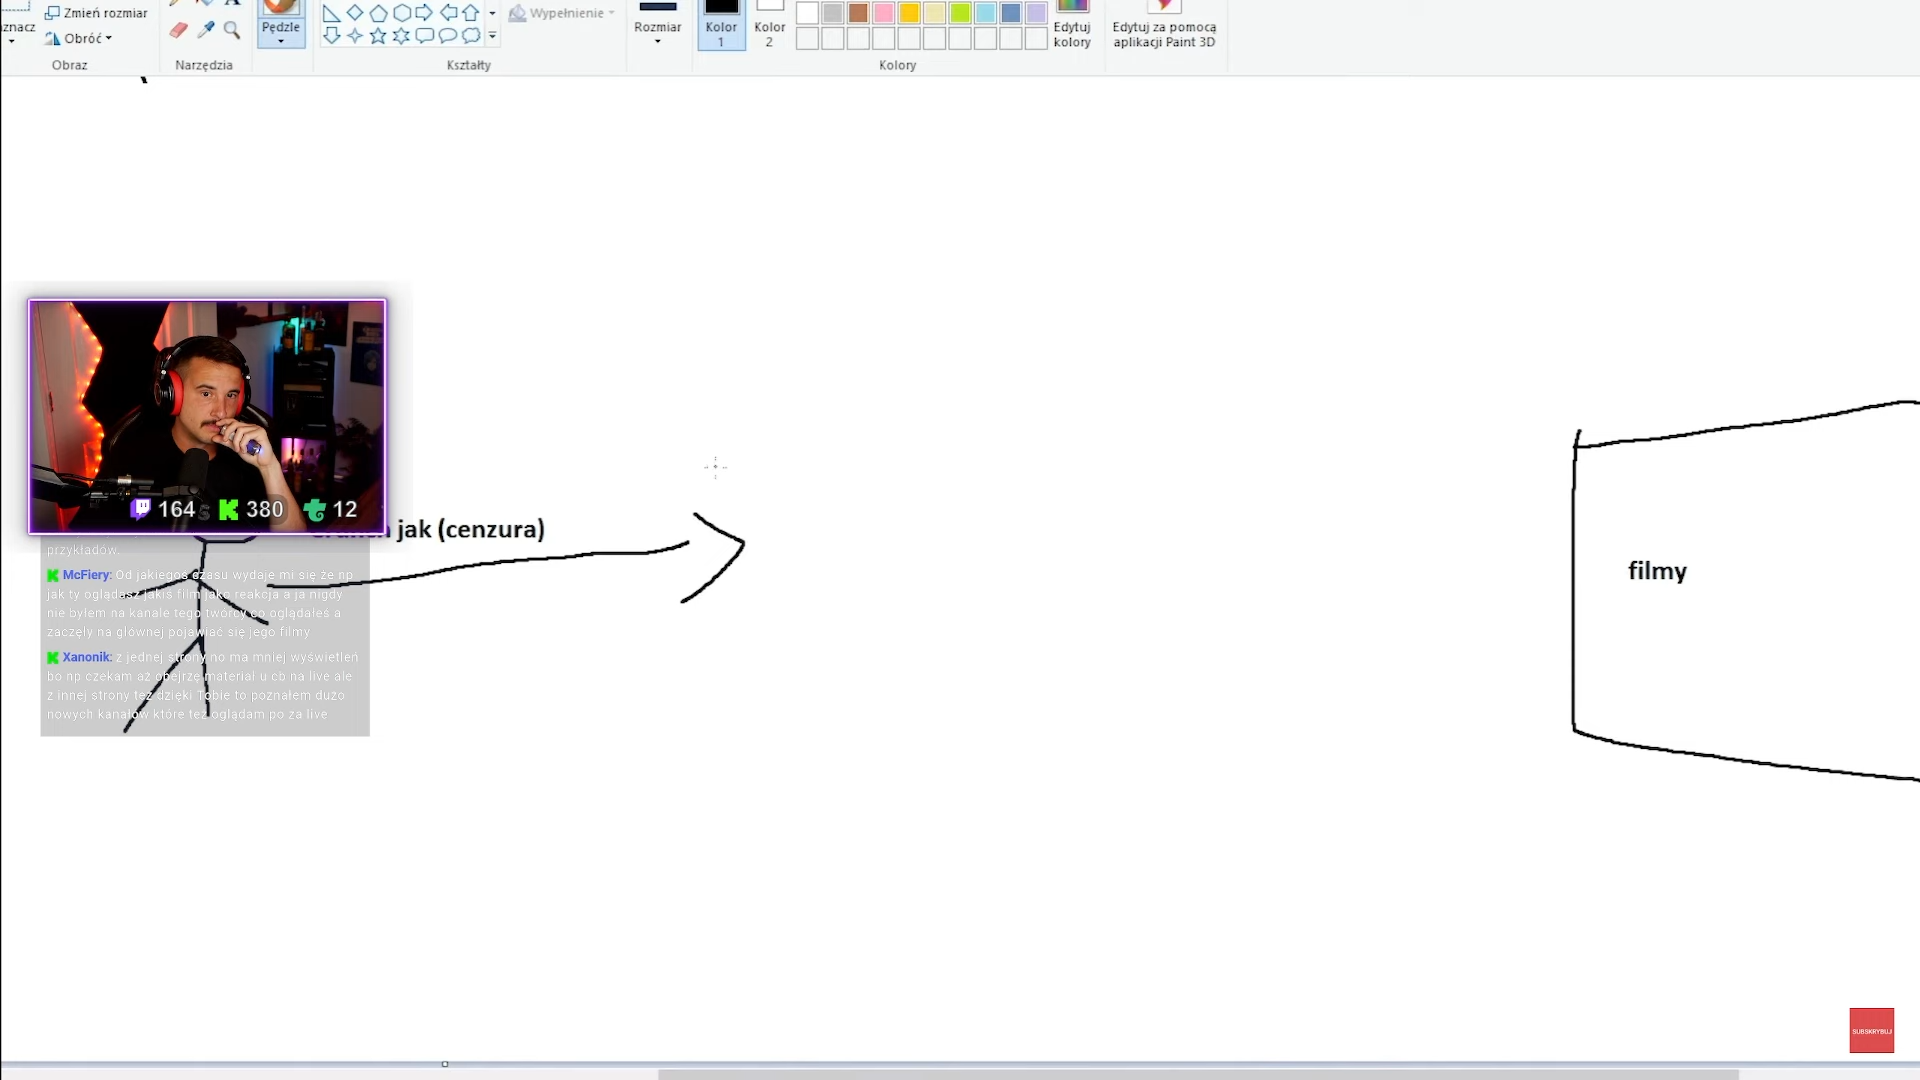 Zmień rozmiar
Obróć
Pędzle
Wypełnienie
Rozmiar
Kolor
1
Kolor
2
Edytuj
kolory
Edytuj za pomocą
aplikacji Paint 3D
Obraz
Narzędzia
Kształty
Kolory
164 380 12
jak (cenzura)
przykładów.
McFiery: Od jakiegoś czasu wydaje mi się że np
jak ty oglądasz jakiś film jako reakcja a ja nigdy
nie byłem na kanale tego twórcy co oglądałeś a
zaczęły na głównej pojawiać się jego filmy
Xanonik: z jednej strony no ma mniej wyświetleń
bo np czekam aż obejrzę materiał u cb na live ale
z innej strony też dzięki Tobie to poznałem dużo
nowych kanałów które też oglądam po za live
filmy
SUBSKRYBUJ